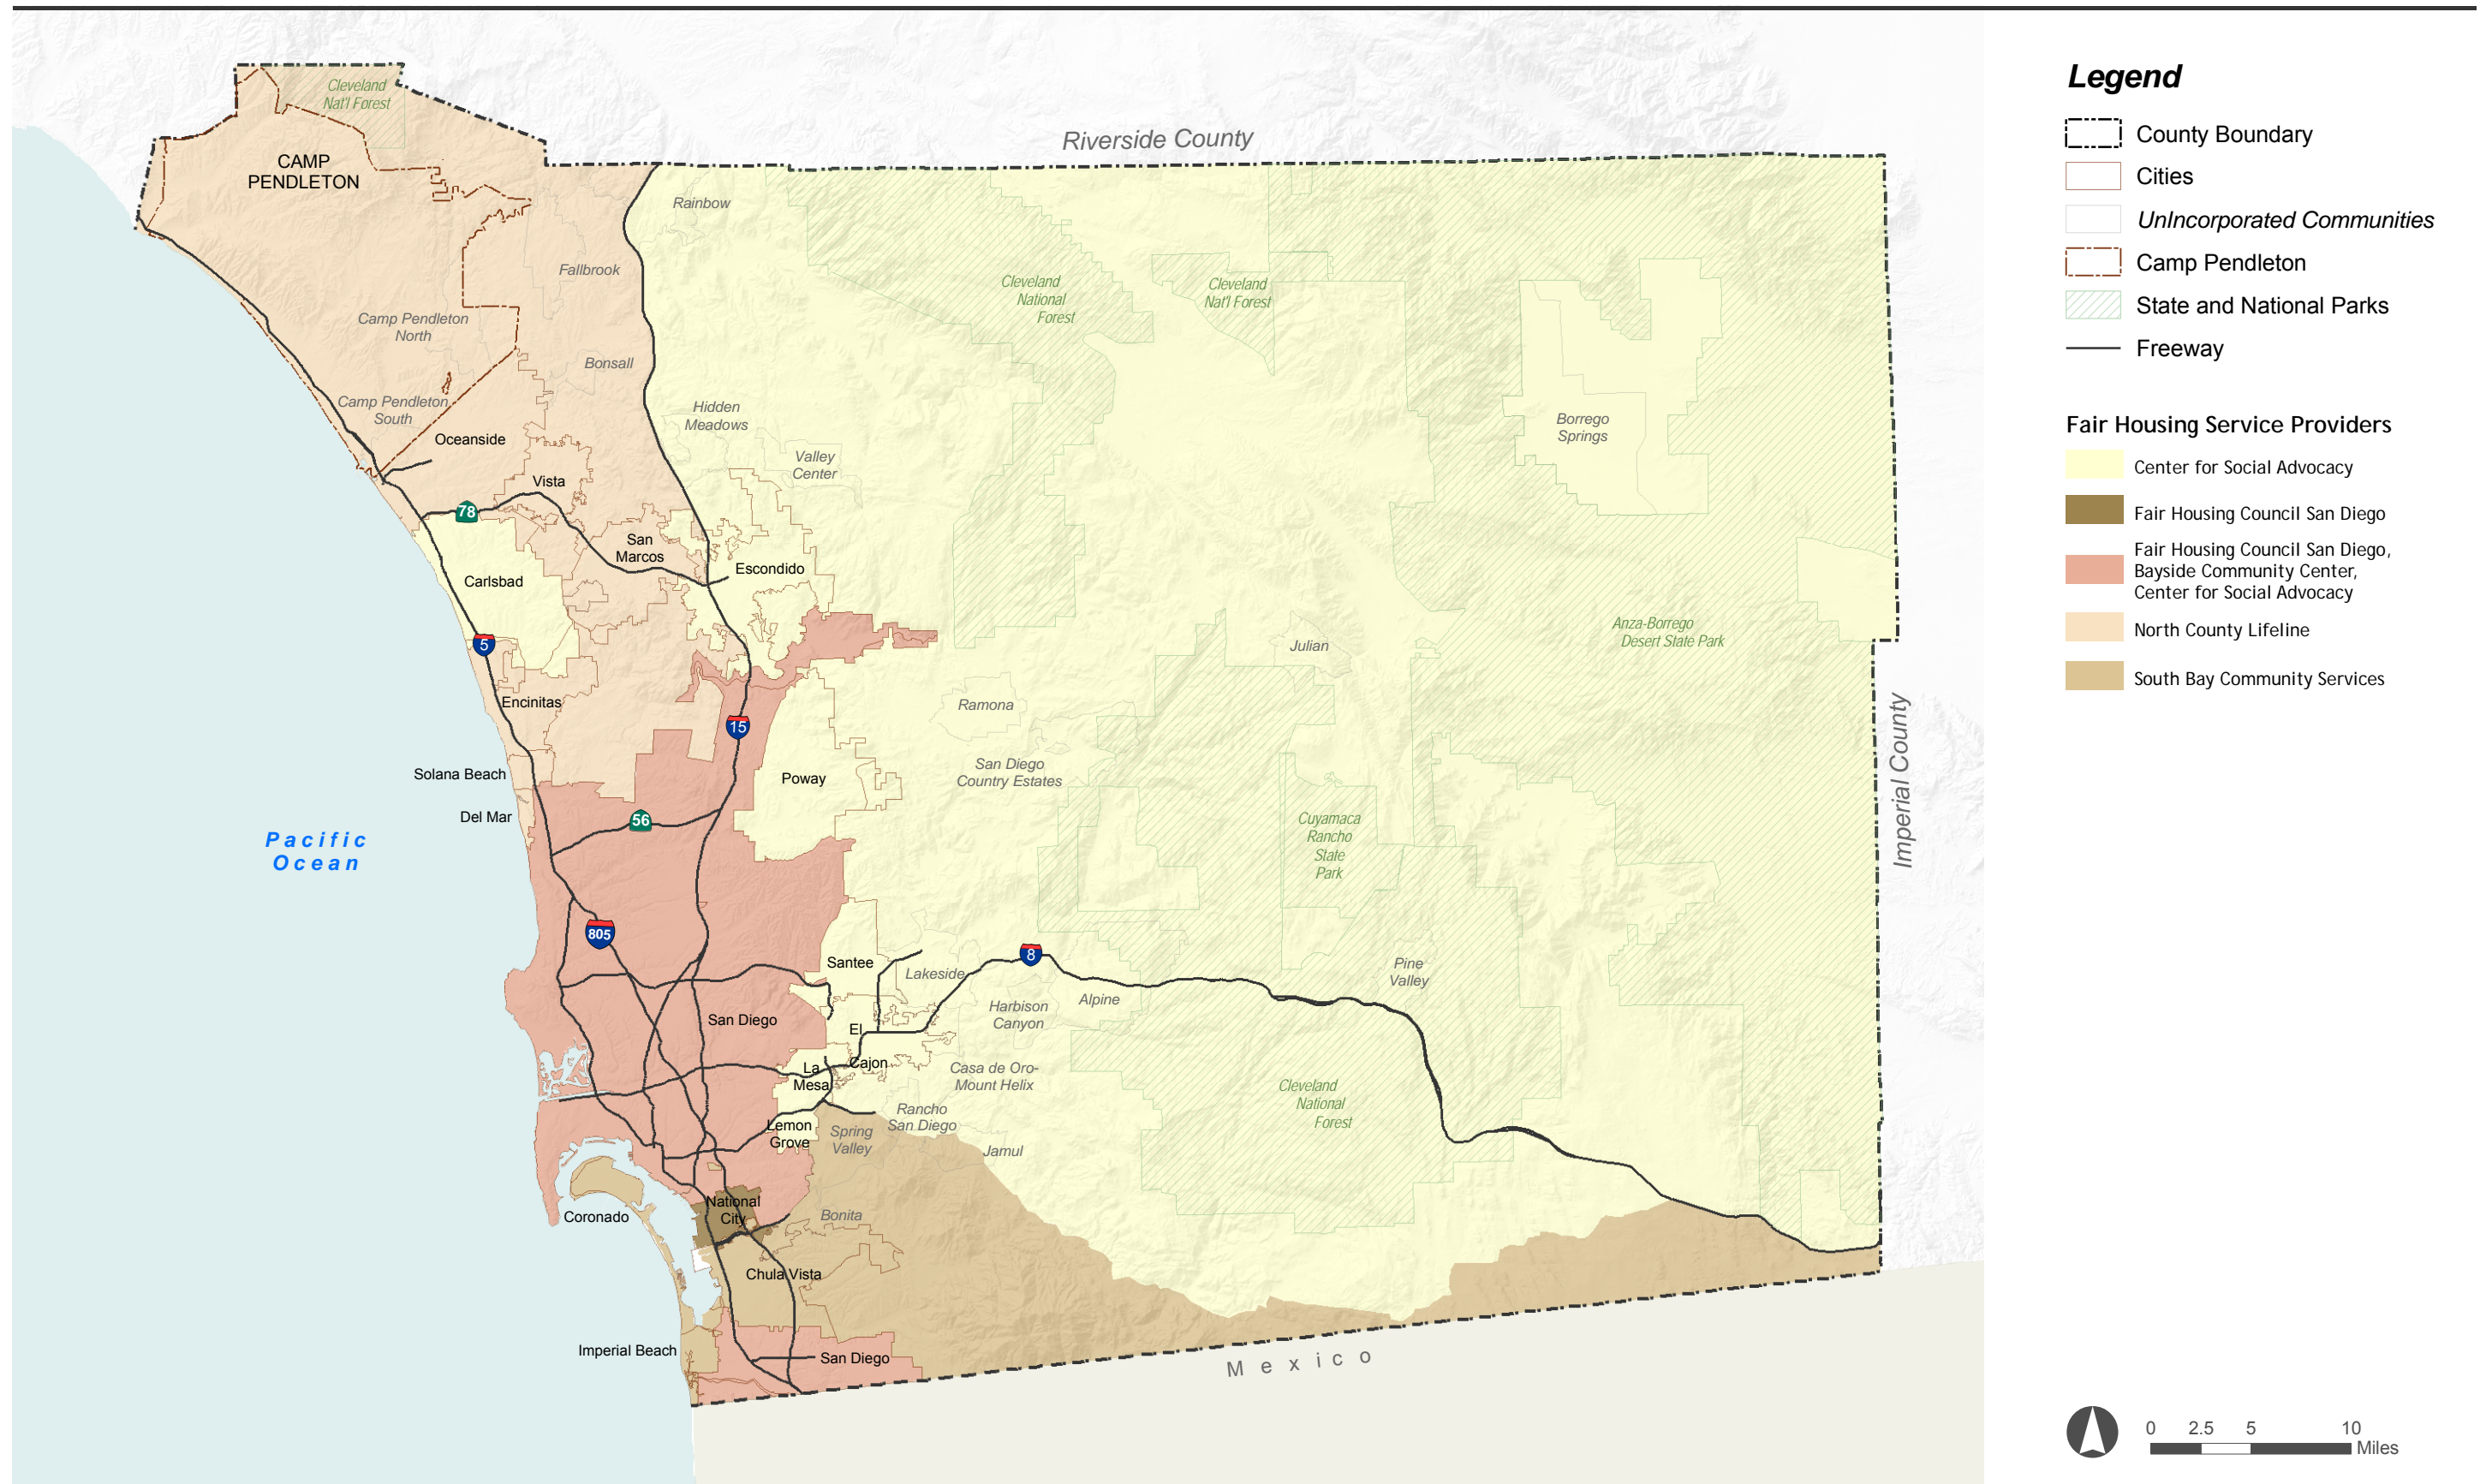 Cleveland
Nat'l Forest
CAMP
PENDLETON
Riverside County
Rainbow
Fallbrook
Cleveland
National
Forest
Cleveland
Nat'l Forest
Camp Pendleton
North
Bonsall
Camp Pendleton
South
Hidden
Meadows
Borrego
Springs
Oceanside
Valley
Center
Vista
78
San
Marcos
Escondido
Carlsbad
5
Anza-Borrego
Desert State Park
Julian
Encinitas
Ramona
15
Imperial County
Solana Beach
San Diego
Country Estates
Poway
Del Mar
56
Cuyamaca
Rancho
State
Park
Pacific
Ocean
805
Santee
Lakeside
8
Pine
Valley
Alpine
Harbison
Canyon
San Diego
El
Cajon
La
Mesa
Casa de Oro-
Mount Helix
Cleveland
National
Forest
Rancho
San Diego
Lemon
Grove
Spring
Valley
Jamul
National
City
Coronado
Bonita
Chula Vista
Imperial Beach
San Diego
Mexico
Legend
County Boundary
Cities
UnIncorporated Communities
Camp Pendleton
State and National Parks
Freeway
Fair Housing Service Providers
Center for Social Advocacy
Fair Housing Council San Diego
Fair Housing Council San Diego,
Bayside Community Center,
Center for Social Advocacy
North County Lifeline
South Bay Community Services
0 2.5 5 10
Miles